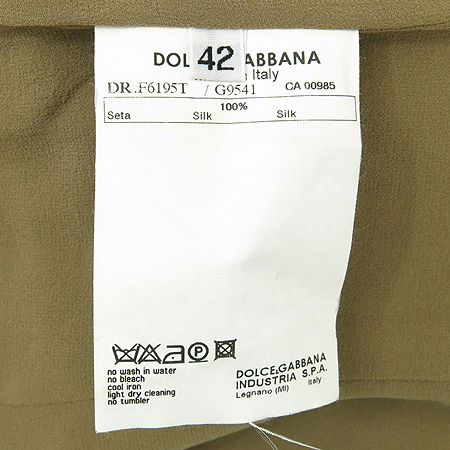 DOL GABBANA
42
Italy
DR.F6195T / G9541 CA 00985
100%
Seta Silk Silk
A P
no wash in water
no bleach
cool iron
light dry cleaning
no tumbler
DOLCE&GABBANA
INDUSTRIA S.P.A.
Legnano (MI) Italy